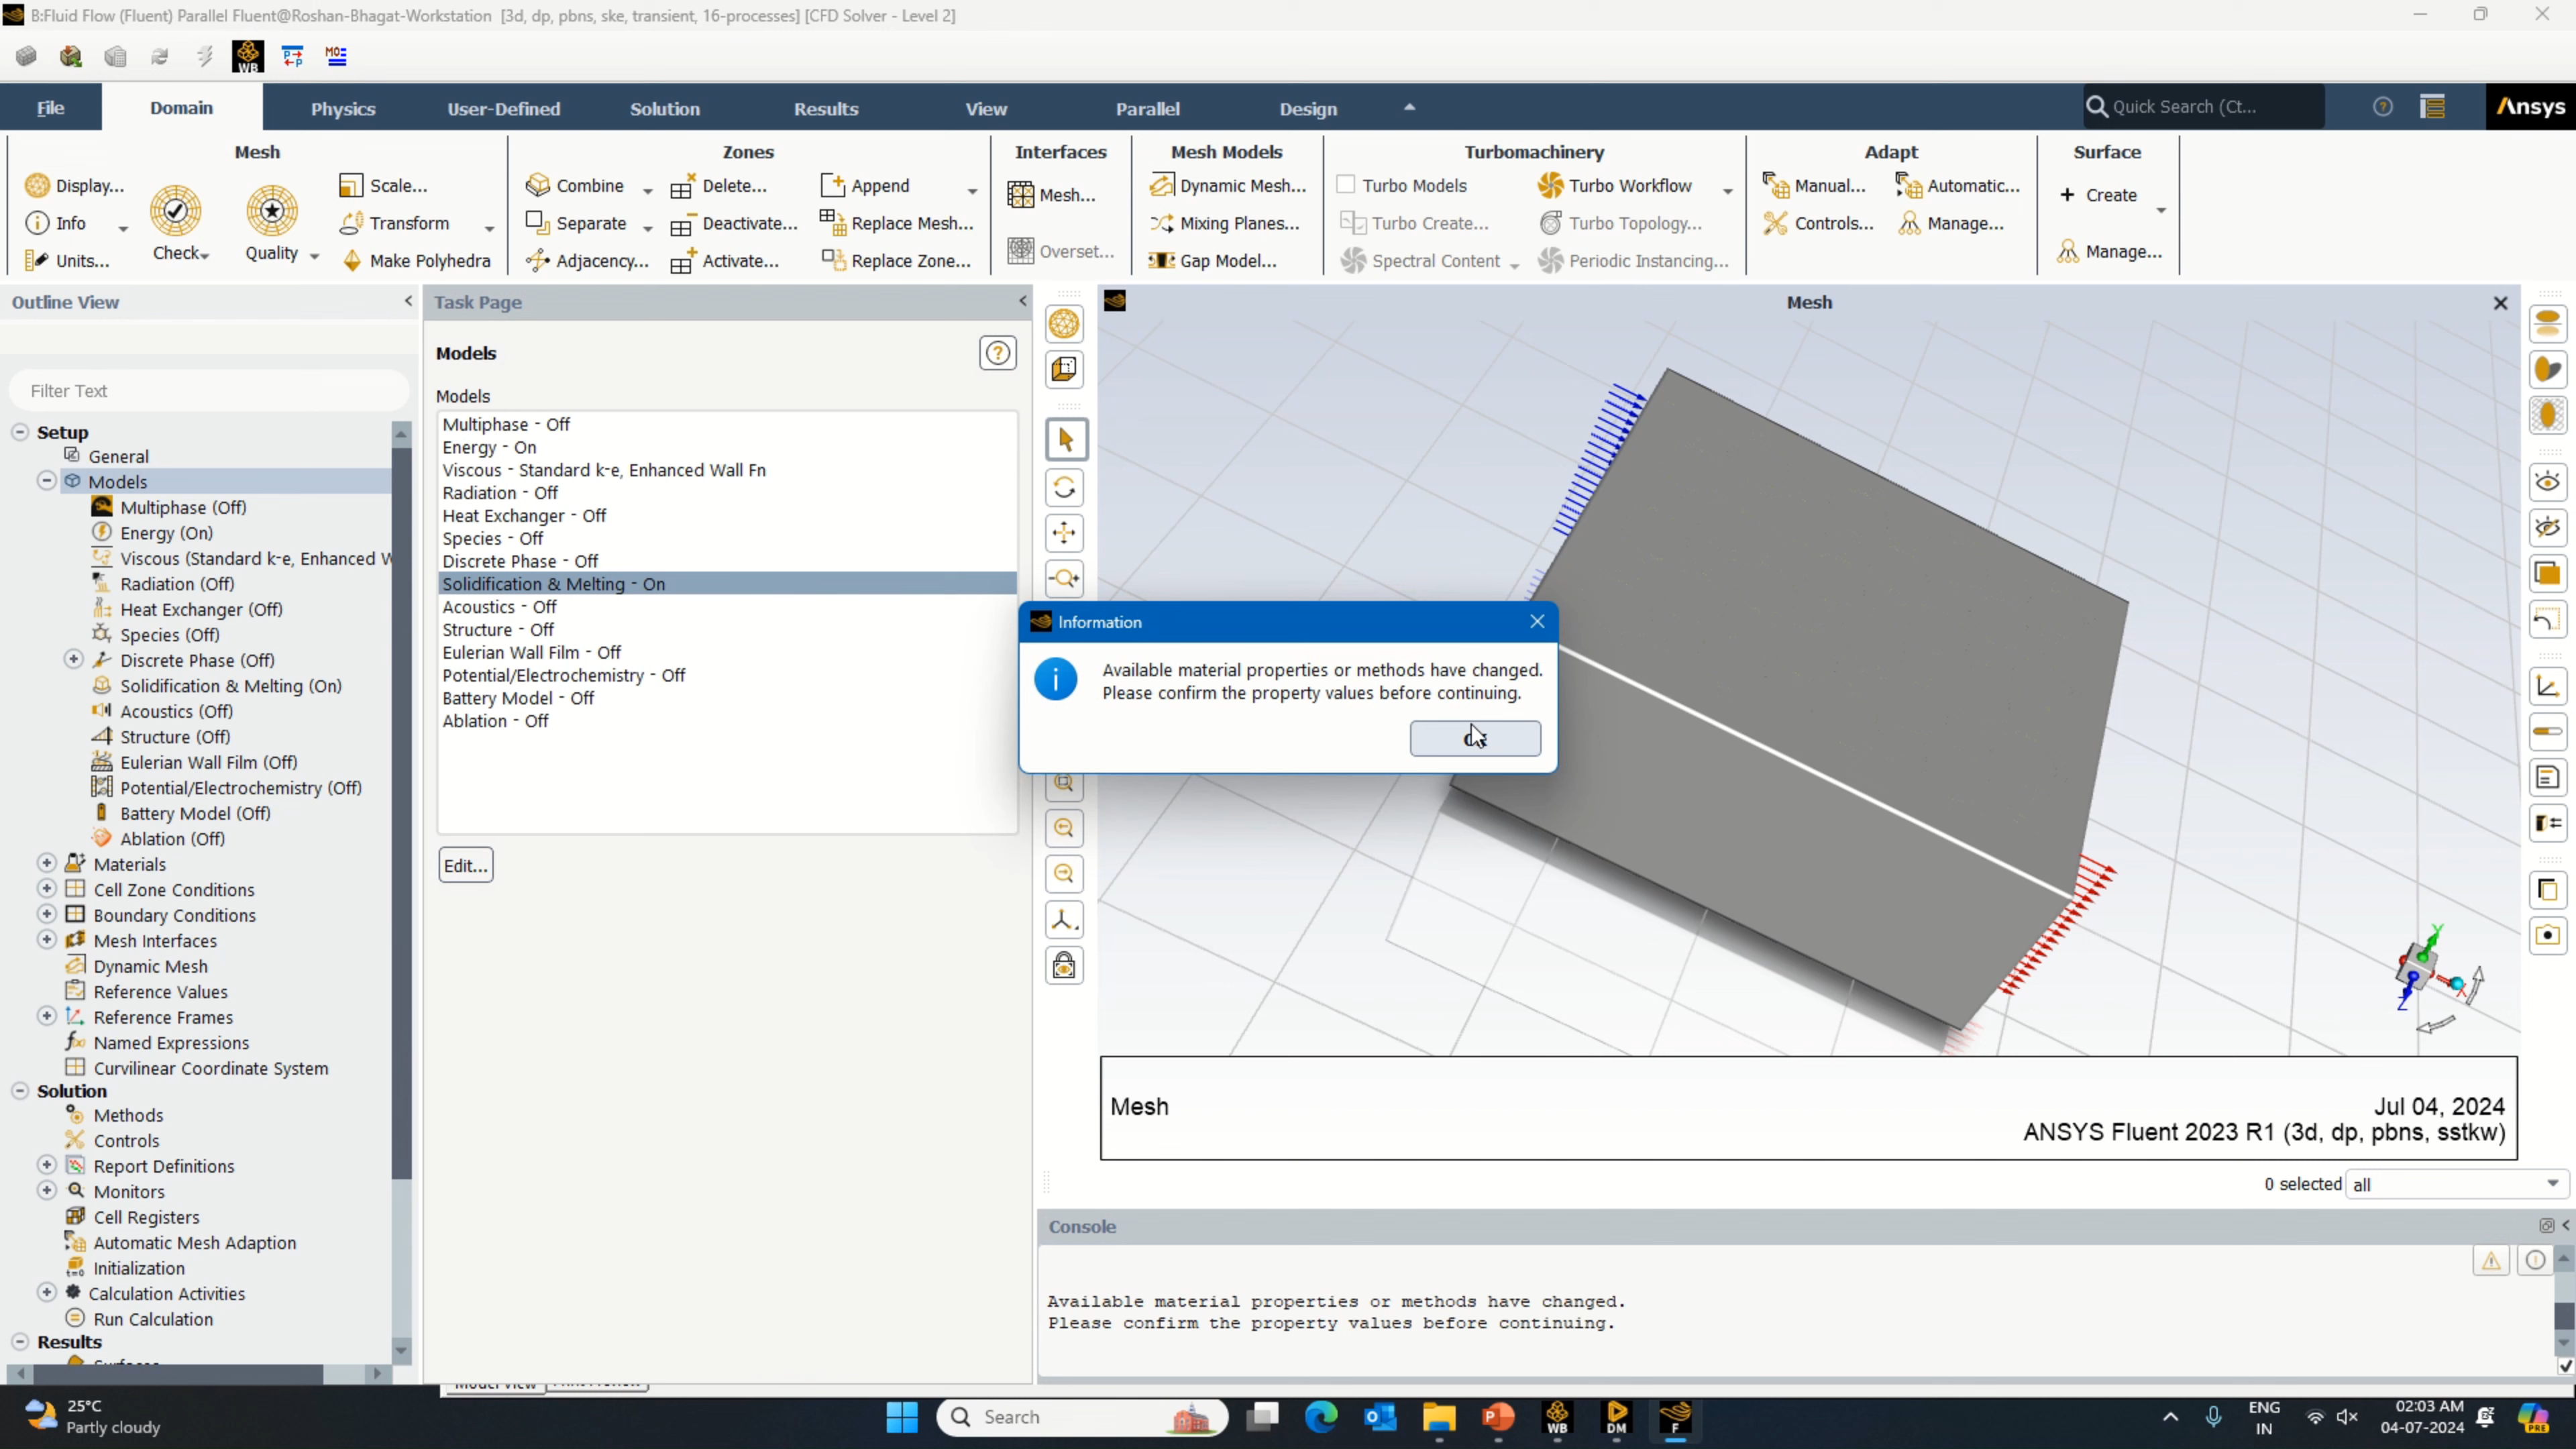 B:Fluid Flow (Fluent) Parallel Fluent@Roshan-Bhagat-Workstation [3d, dp, pbns, ske, transient, 16-processes] [CFD Solver - Level 2]
WB
File Domain Physics User-Defined Solution Results View Parallel Design Quick Search (Ct... Ansys
Mesh Zones Interfaces Mesh Models Turbomachinery Adapt Surface
Display... Scale... Combine Delete... Append Mesh... Dynamic Mesh... Turbo Models Turbo Workflow Manual... Automatic... Create
Info Transform Separate Deactivate... Replace Mesh... Mixing Planes... Turbo Create... Turbo Topology... Controls... Manage...
Check Quality Overset... Manage...
Units... Make Polyhedra Adjacency... Activate... Replace Zone... Gap Model... Spectral Content Periodic Instancing...
Outline View
Filter Text
Setup
General
Models
Multiphase (Off)
Energy (On)
Viscous (Standard k-e, Enhanced W
Radiation (Off)
Heat Exchanger (Off)
Species (Off)
Discrete Phase (Off)
Solidification & Melting (On)
Acoustics (Off)
Structure (Off)
Eulerian Wall Film (Off)
Potential/Electrochemistry (Off)
Battery Model (Off)
Ablation (Off)
Materials
Cell Zone Conditions
Boundary Conditions
Mesh Interfaces
Dynamic Mesh
Reference Values
Reference Frames
Named Expressions
Curvilinear Coordinate System
Solution
Methods
Controls
Report Definitions
Monitors
Cell Registers
Automatic Mesh Adaption
Initialization
Calculation Activities
Run Calculation
Results
Task Page
Models
Models
Multiphase - Off
Energy - On
Viscous - Standard k-e, Enhanced Wall Fn
Radiation - Off
Heat Exchanger - Off
Species - Off
Discrete Phase - Off
Solidification & Melting - On
Acoustics - Off
Structure - Off
Eulerian Wall Film - Off
Potential/Electrochemistry - Off
Battery Model - Off
Ablation - Off
Edit...
Mesh
Information
Available material properties or methods have changed.
Please confirm the property values before continuing.
Y
X
Z
Mesh
Jul 04, 2024
ANSYS Fluent 2023 R1 (3d, dp, pbns, sstkw)
0 selected all
Console
Available material properties or methods have changed.
Please confirm the property values before continuing.
25°C
Partly cloudy
Search
WB
DM
F
ENG
IN
02:03 AM
04-07-2024
PRE